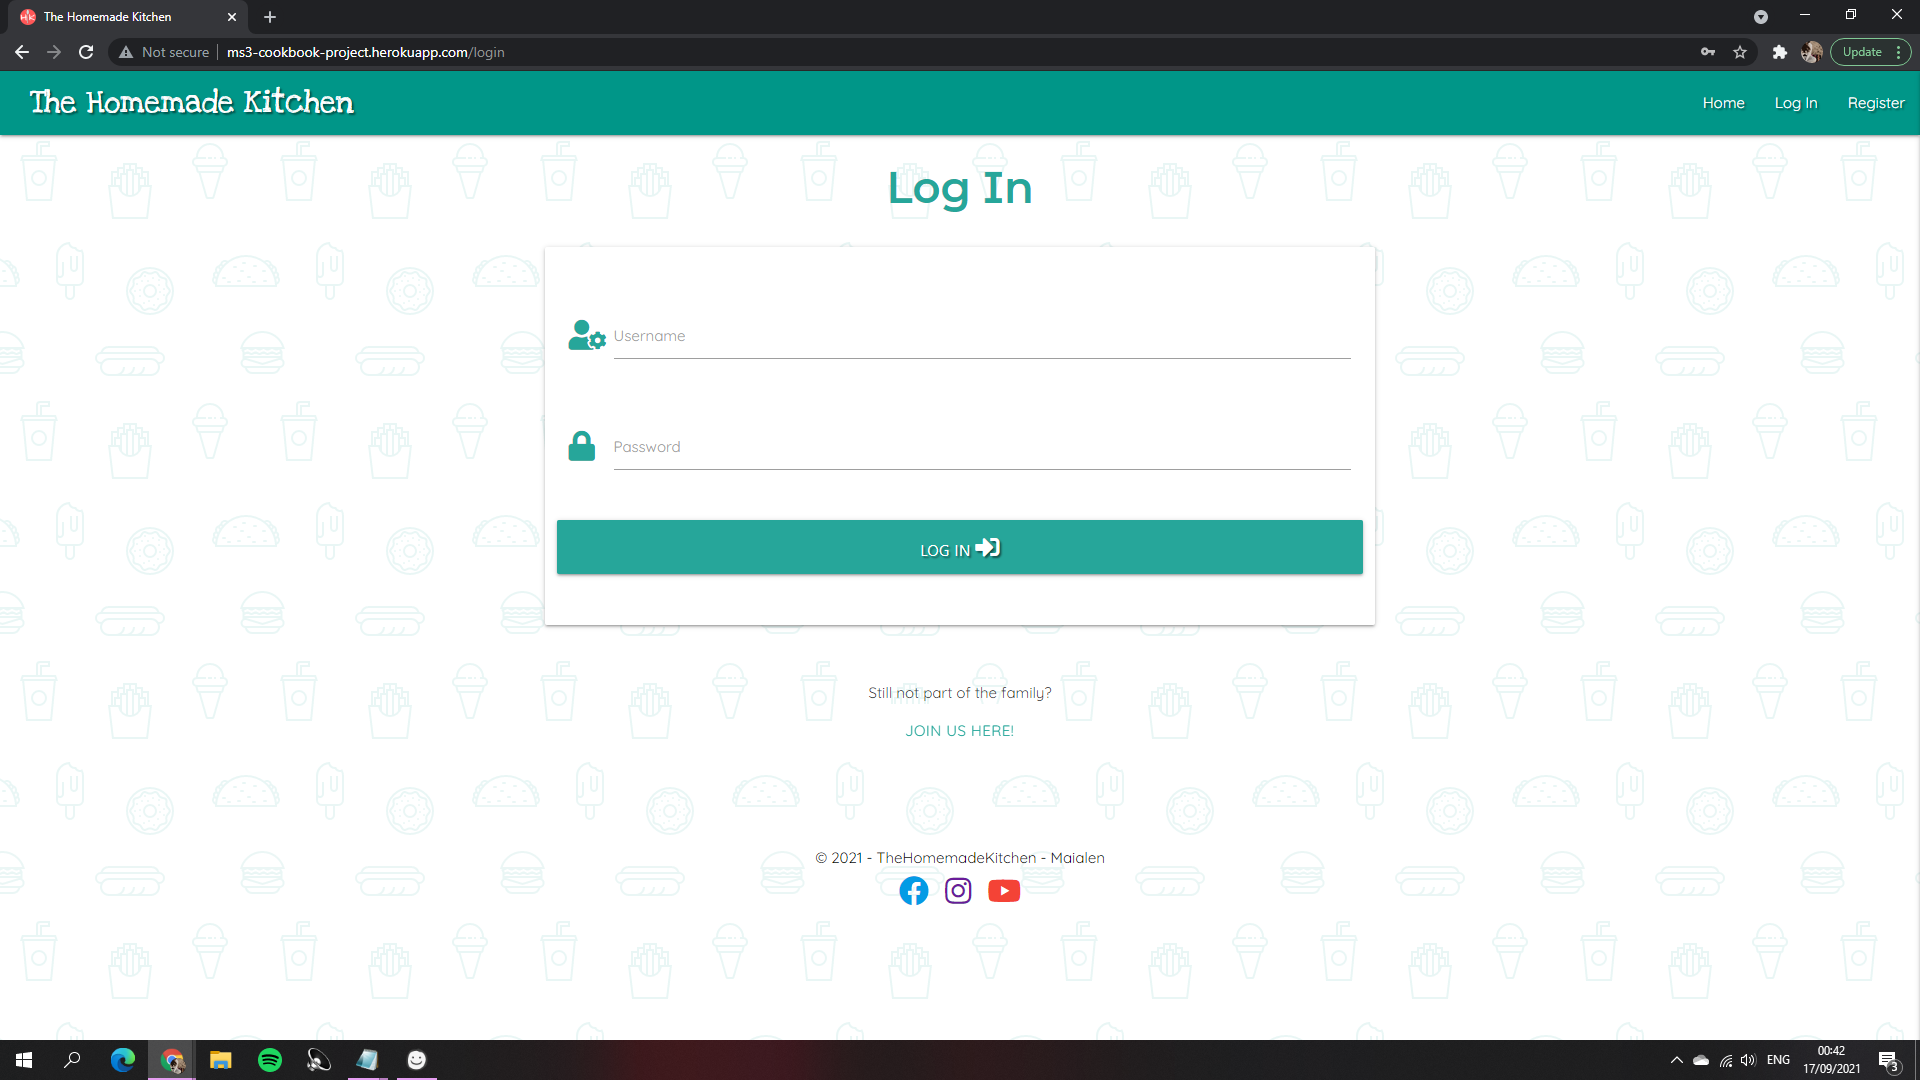 The Homemade Kitchen
Not secure
ms3-cookbook-project.herokuapp.com/login
Update
The Homemade Kitchen
Home
Log In
Register
Log In
Username
Password
LOG IN
Still not part of the family?
JOIN US HERE!
© 2021 - TheHomemadeKitchen - Maialen
ENG
00:42
17/09/2021
3